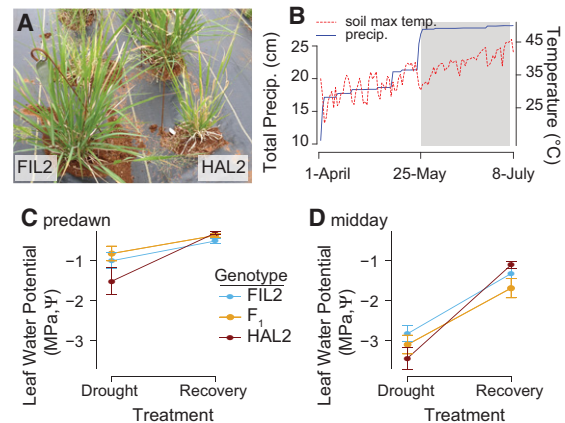 A
FIL2
HAL2
B
soil max temp.
precip.
Total Precip. (cm)
25
20
15
10
Temperature (°C)
45
35
25
1-April
25-May
8-July
C predawn
Leaf Water Potential
(MPa,Ψ)
−1
−2
−3
Genotype
FIL2
F1
HAL2
Drought
Recovery
Treatment
D midday
Leaf Water Potential
(MPa,Ψ)
−1
−2
−3
Drought
Recovery
Treatment